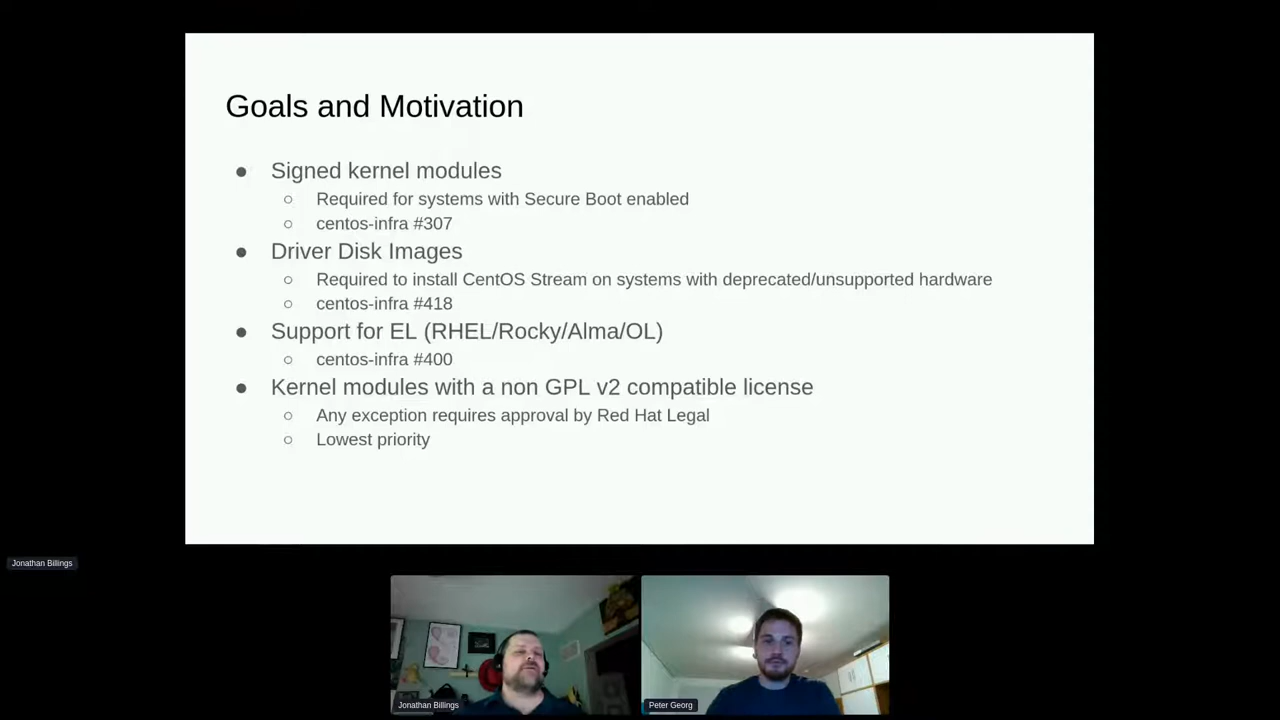 Goals and Motivation
● Signed kernel modules
○ Required for systems with Secure Boot enabled
○ centos-infra #307
● Driver Disk Images
○ Required to install CentOS Stream on systems with deprecated/unsupported hardware
○ centos-infra #418
● Support for EL (RHEL/Rocky/Alma/OL)
○ centos-infra #400
● Kernel modules with a non GPL v2 compatible license
○ Any exception requires approval by Red Hat Legal
○ Lowest priority
Jonathan Billings
Jonathan Billings
Peter Georg